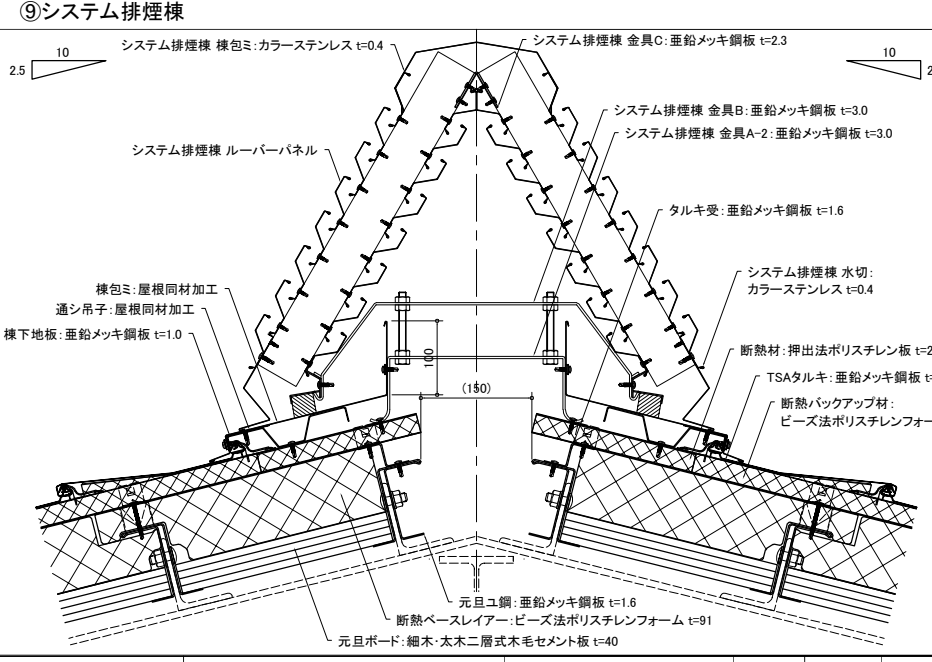 ⑨システム排煙棟
10
2.5
システム排煙棟 棟包ミ:カラーステンレス t=0.4
システム排煙棟 金具C:亜鉛メッキ鋼板 t=2.3
10
2
システム排煙棟 金具B:亜鉛メッキ鋼板 t=3.0
システム排煙棟 金具A-2:亜鉛メッキ鋼板 t=3.0
システム排煙棟 ルーバーパネル
タルキ受:亜鉛メッキ鋼板 t=1.6
システム排煙棟 水切:
カラーステンレス t=0.4
棟包ミ:屋根同材加工
通シ吊子:屋根同材加工
棟下地板:亜鉛メッキ鋼板 t=1.0
100
(150)
断熱材:押出法ポリスチレン板 t=2
TSAタルキ:亜鉛メッキ鋼板 t=
断熱バックアップ材:
ビーズ法ポリスチレンフォー
元旦ユ鋼:亜鉛メッキ鋼板 t=1.6
断熱ベースレイアー:ビーズ法ポリスチレンフォーム t=91
元旦ボード:細木・太木二層式木毛セメント板 t=40